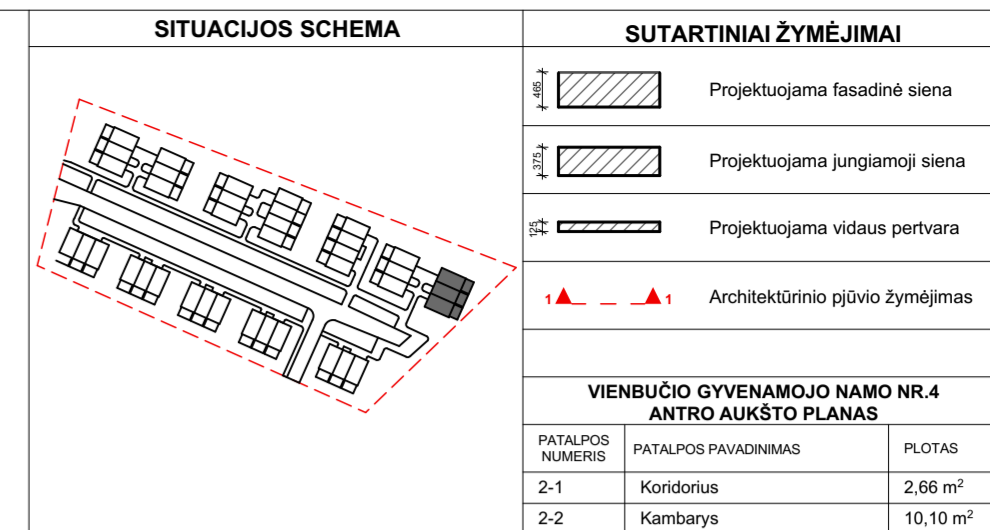 SITUACIJOS SCHEMA
SUTARTINIAI ŽYMĖJIMAI
465
Projektuojama fasadinė siena
375
Projektuojama jungiamoji siena
125
Projektuojama vidaus pertvara
1 1
Architektūrinio pjūvio žymėjimas
VIENBUČIO GYVENAMOJO NAMO NR.4
ANTRO AUKŠTO PLANAS
PATALPOS
NUMERIS
PATALPOS PAVADINIMAS
PLOTAS
2-1 Koridorius 2,66 m²
2-2 Kambarys 10,10 m²